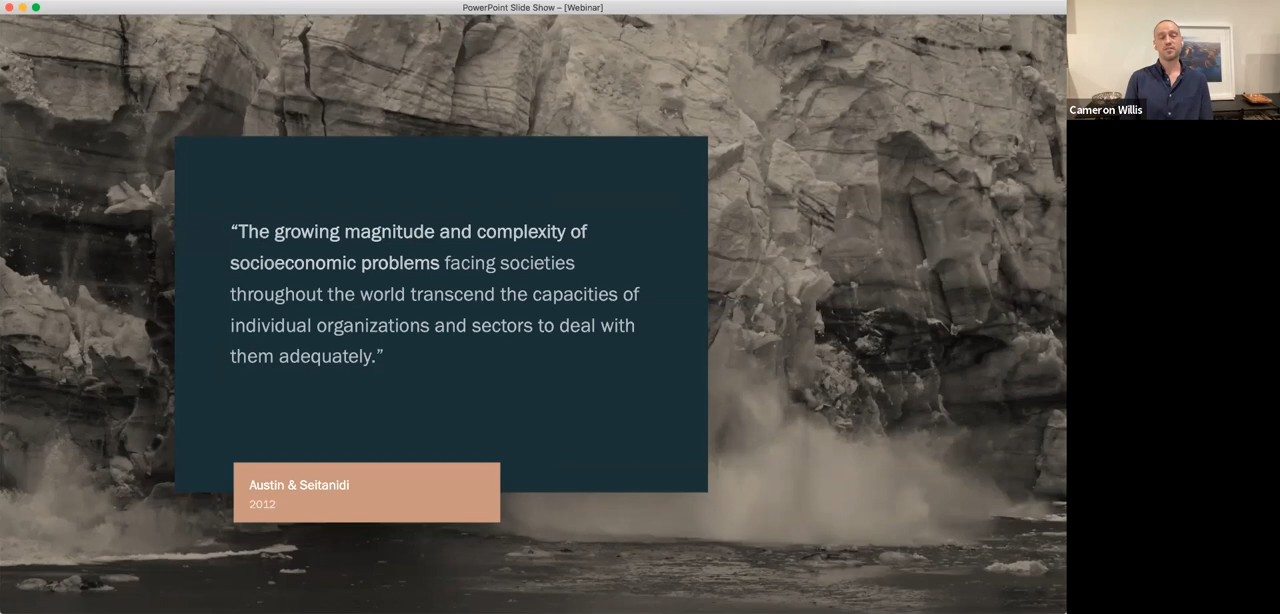 PowerPoint Slide Show – [Webinar]
Cameron Willis
“The growing magnitude and complexity of
socioeconomic problems facing societies
throughout the world transcend the capacities of
individual organizations and sectors to deal with
them adequately.”
Austin & Seitanidi
2012